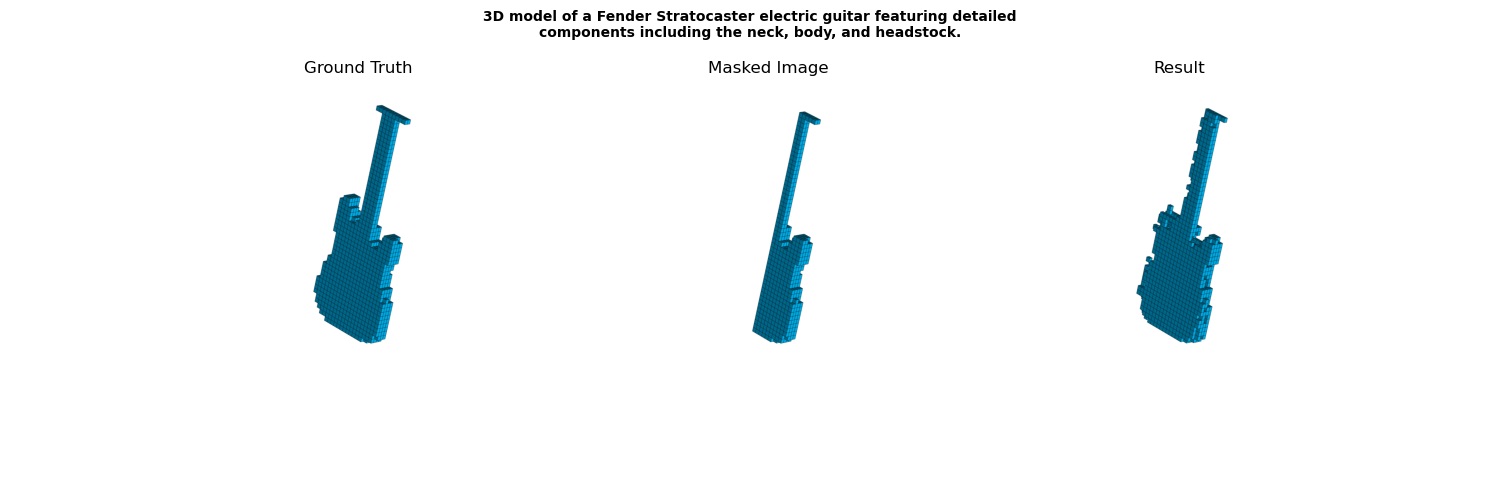 3D model of a Fender Stratocaster electric guitar featuring detailed
components including the neck, body, and headstock.
Ground Truth
Masked Image
Result